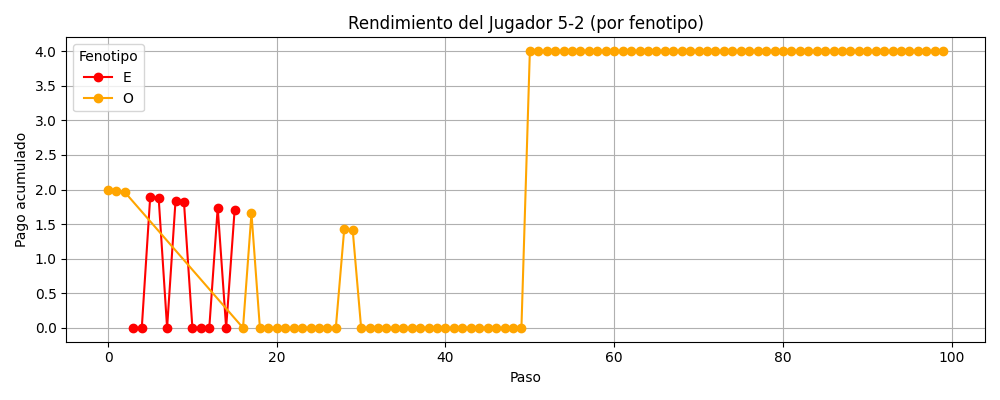 Rendimiento del Jugador 5-2 (por fenotipo)
Fenotipo
E
O
Pago acumulado
4.0
3.5
3.0
2.5
2.0
1.5
1.0
0.5
0.0
0 20 40 60 80 100
Paso